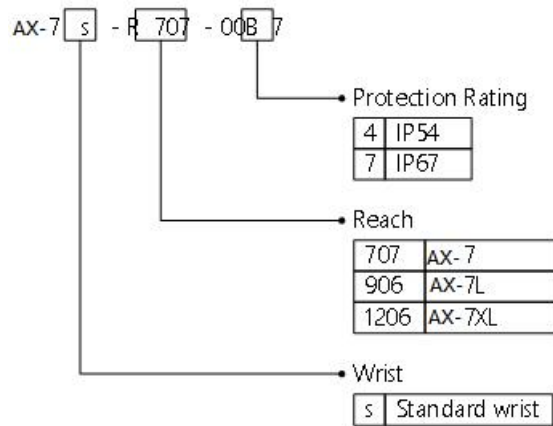 AX-7 s - R 707 - 00B 7
Protection Rating
4 IP54
7 IP67
Reach
707 AX-7
906 AX-7L
1206 AX-7XL
Wrist
s Standard wrist